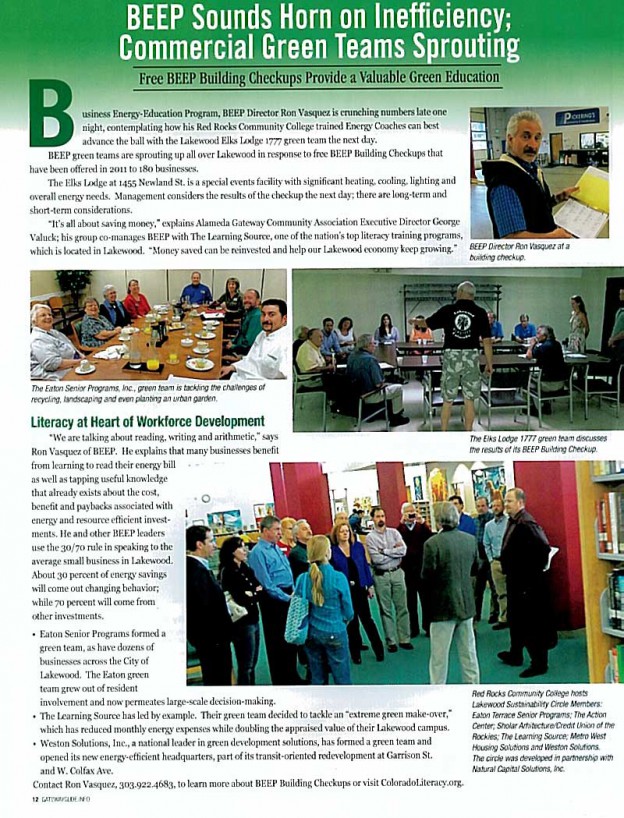 BEEP Sounds Horn on Inefficiency;
Commercial Green Teams Sprouting
Free BEEP Building Checkups Provide a Valuable Green Education
Business Energy-Education Program, BEEP Director Ron Vasquez is crunching numbers late one
night, contemplating how his Red Rocks Community College trained Energy Coaches can best
advance the ball with the Lakewood Elks Lodge 1777 green team the next day.
BEEP green teams are sprouting up all over Lakewood in response to free BEEP Building Checkups that
have been offered in 2011 to 180 businesses.
The Elks Lodge at 1455 Newland St. is a special events facility with significant heating, cooling, lighting and
overall energy needs. Management considers the results of the checkup the next day; there are long-term and
short-term considerations.
"It's all about saving money," explains Alameda Gateway Community Association Executive Director George
Valuck; his group co-manages BEEP with The Learning Source, one of the nation's top literacy training programs,
which is located in Lakewood. "Money saved can be reinvested and help our Lakewood economy keep growing."
PICKERING'S
BEEP Director Ron Vasquez at a
building checkup.
The Eaton Senior Programs, Inc., green team is tackling the challenges of
recycling, landscaping and even planting an urban garden.
The Elks Lodge 1777 green team discusses
the results of its BEEP Building Checkup.
Literacy at Heart of Workforce Development
"We are talking about reading, writing and arithmetic," says
Ron Vasquez of BEEP. He explains that many businesses benefit
from learning to read their energy bill
as well as tapping useful knowledge
that already exists about the cost,
benefit and paybacks associated with
energy and resource efficient invest-
ments. He and other BEEP leaders
use the 30/70 rule in speaking to the
average small business in Lakewood.
About 30 percent of energy savings
will come out changing behavior;
while 70 percent will come from
other investments.
• Eaton Senior Programs formed a
green team, as have dozens of
businesses across the City of
Lakewood. The Eaton green
team grew out of resident
involvement and now permeates large-scale decision-making.
• The Learning Source has led by example. Their green team decided to tackle an "extreme green make-over,"
which has reduced monthly energy expenses while doubling the appraised value of their Lakewood campus.
• Weston Solutions, Inc., a national leader in green development solutions, has formed a green team and
opened its new energy-efficient headquarters, part of its transit-oriented redevelopment at Garrison St.
and W. Colfax Ave.
Contact Ron Vasquez, 303.922.4683, to learn more about BEEP Building Checkups or visit ColoradoLiteracy.org.
Red Rocks Community College hosts
Lakewood Sustainability Circle Members:
Eaton Terrace Senior Programs; The Action
Center; Sholar Arhitecture/Credit Union of the
Rockies; The Learning Source; Metro West
Housing Solutions and Weston Solutions.
The circle was developed in partnership with
Natural Capital Solutions, Inc.
12 GATEWAYGUIDE.INFO